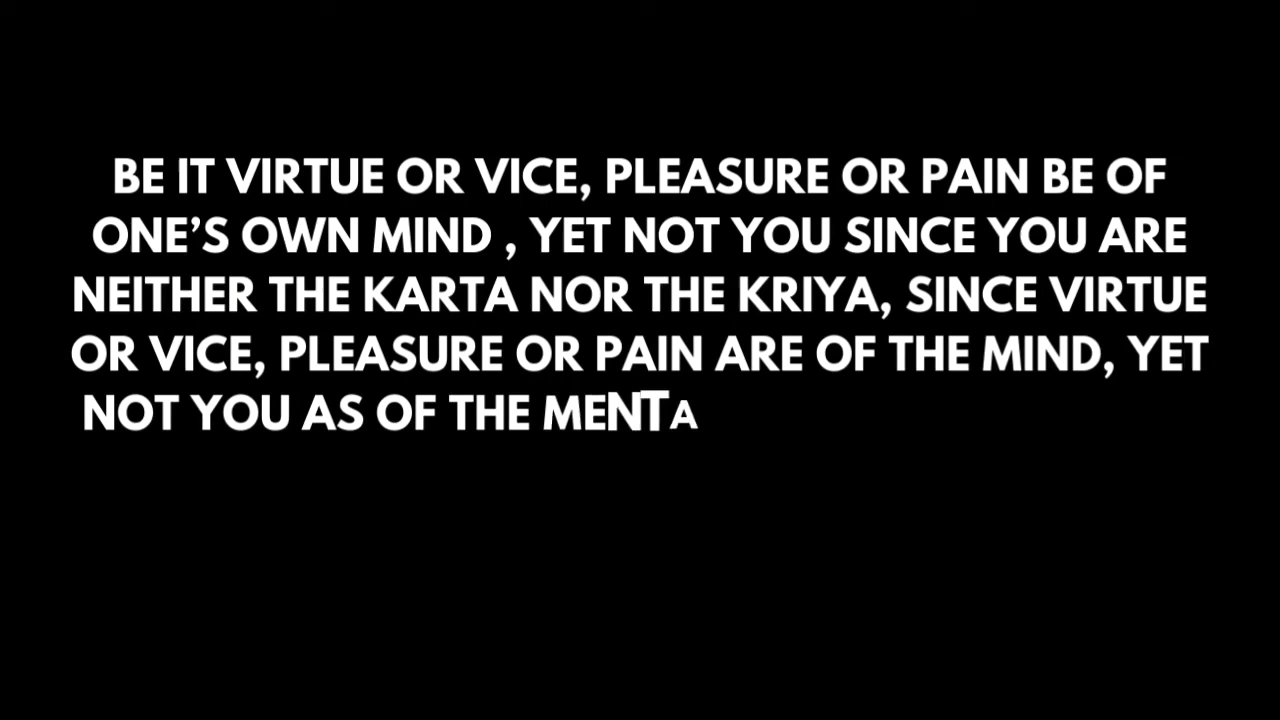 BE IT VIRTUE OR VICE, PLEASURE OR PAIN BE OF
ONE’S OWN MIND , YET NOT YOU SINCE YOU ARE
NEITHER THE KARTA NOR THE KRIYA, SINCE VIRTUE
OR VICE, PLEASURE OR PAIN ARE OF THE MIND, YET
NOT YOU AS OF THE MENTA